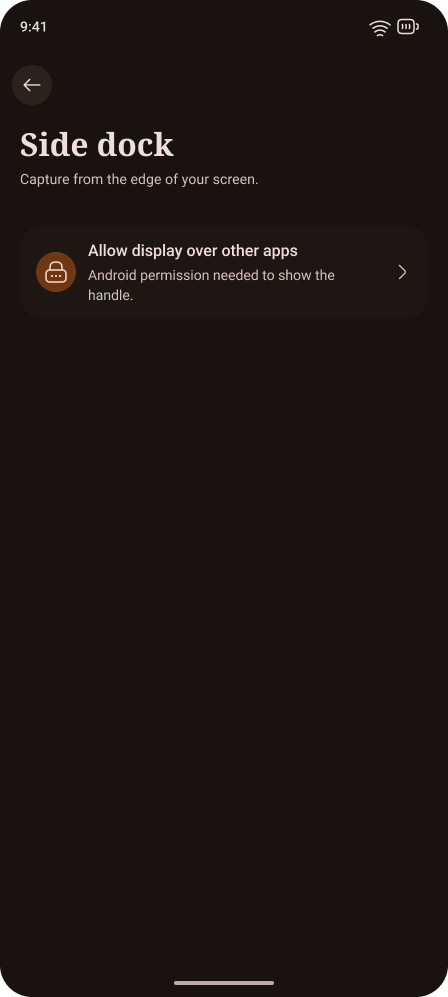 9:41
Side dock
Capture from the edge of your screen.
Allow display over other apps
Android permission needed to show the
handle.